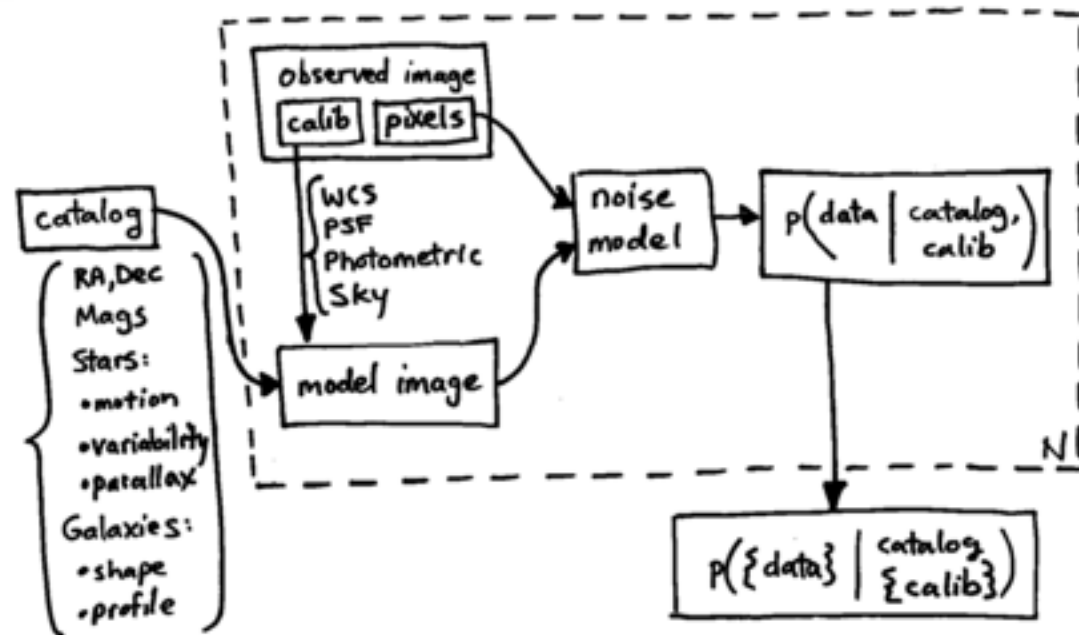 observed image
calib pixels
WCS
PSF
Photometric
Sky
catalog
RA,Dec
Mags
Stars:
•motion
•variability
•parallax
Galaxies:
•shape
•profile
model image
noise
model
p(data | catalog,
calib)
N
p({data} | catalog
{calib})